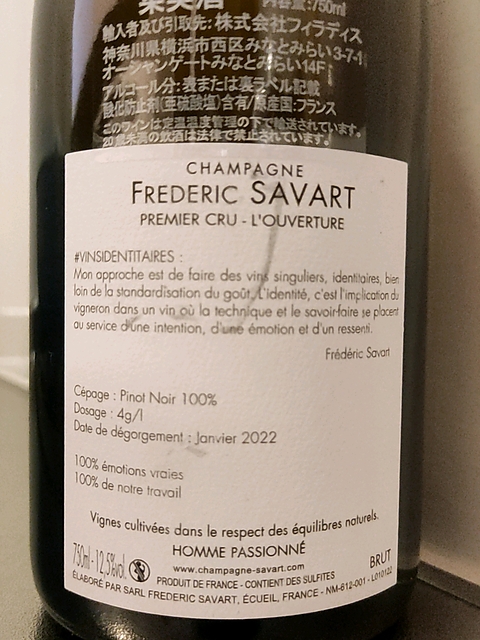 果実酒 内容量:750ml
輸入者及び引取先:株式会社フィラディス
神奈川県横浜市西区みなとみらい3-7-1
オーシャンゲートみなとみらい14F
アルコール分:表または裏ラベル記載
酸化防止剤(亜硫酸塩)含有/原産国:フランス
このワインは定温温度管理の下で輸送されています。
20歳未満の飲酒は法律で禁止されています。
CHAMPAGNE
FREDERIC SAVART
PREMIER CRU - L'OUVERTURE
#VINSIDENTITAIRES :
Mon approche est de faire des vins singuliers, identitaires, bien
loin de la standardisation du goût. L'identité, c'est l'implication du
vigneron dans un vin où la technique et le savoir-faire se placent
au service d'une intention, d'une émotion et d'un ressenti.
Frédéric Savart
Cépage : Pinot Noir 100%
Dosage : 4g/l
Date de dégorgement : Janvier 2022
100% émotions vraies
100% de notre travail
Vignes cultivées dans le respect des équilibres naturels.
HOMME PASSIONNÉ
750ml-12,5%vol. www.champagne-savart.com BRUT
PRODUIT DE FRANCE - CONTIENT DES SULFITES
ÉLABORÉ PAR SARL FREDERIC SAVART, ÉCUEIL, FRANCE - NM-612-001 - L010122